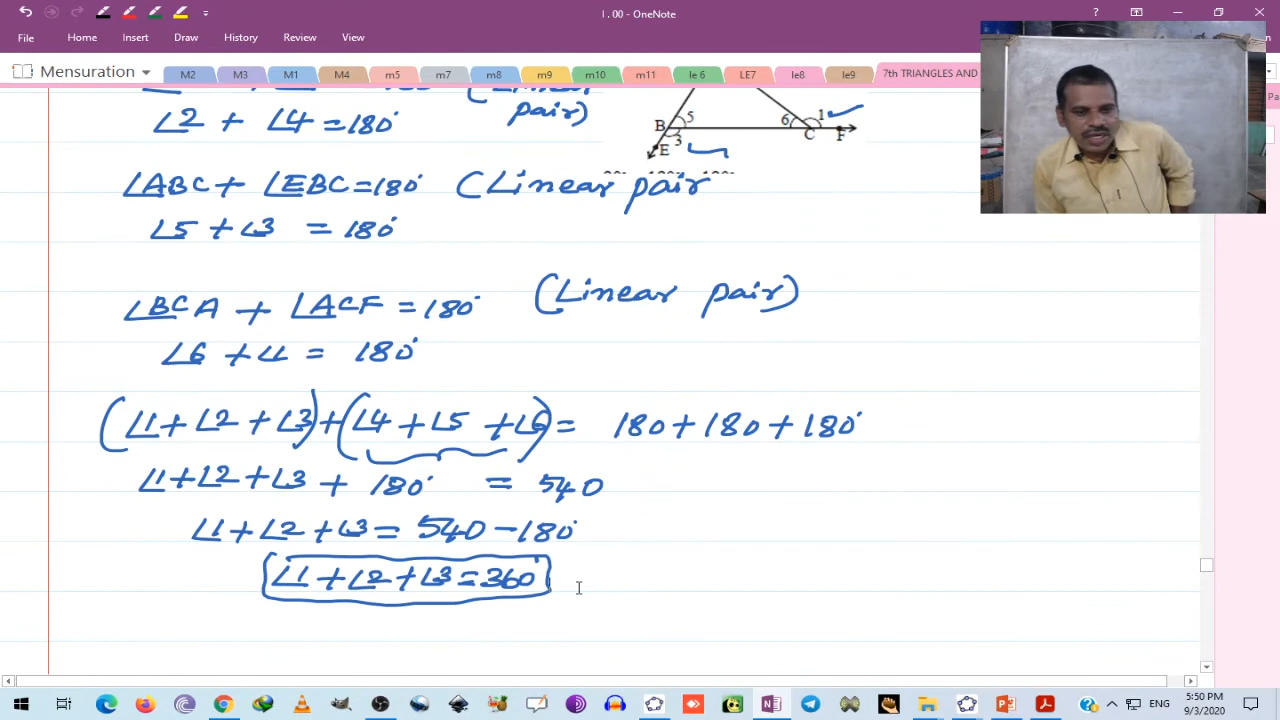 1.00 - OneNote
File Home Insert Draw History Review View
Mensuration M2 M3 M1 M4 m5 m7 m8 m9 m10 m11 le 6 LE7 le8 le9 7th TRIANGLES AND
(Linear
pair)
∠2 + ∠4 = 180°
5 6 1
B C F
3
E
∠ABC + ∠EBC = 180° (Linear pair
∠5 + ∠3 = 180°
∠BCA + ∠ACF = 180° (Linear pair)
∠6 + ∠1 = 180°
(∠1 + ∠2 + ∠3) + (∠4 + ∠5 + ∠6) = 180 + 180 + 180°
∠1 + ∠2 + ∠3 + 180° = 540
∠1 + ∠2 + ∠3 = 540 - 180°
∠1 + ∠2 + ∠3 = 360°
5:50 PM
ENG
9/3/2020